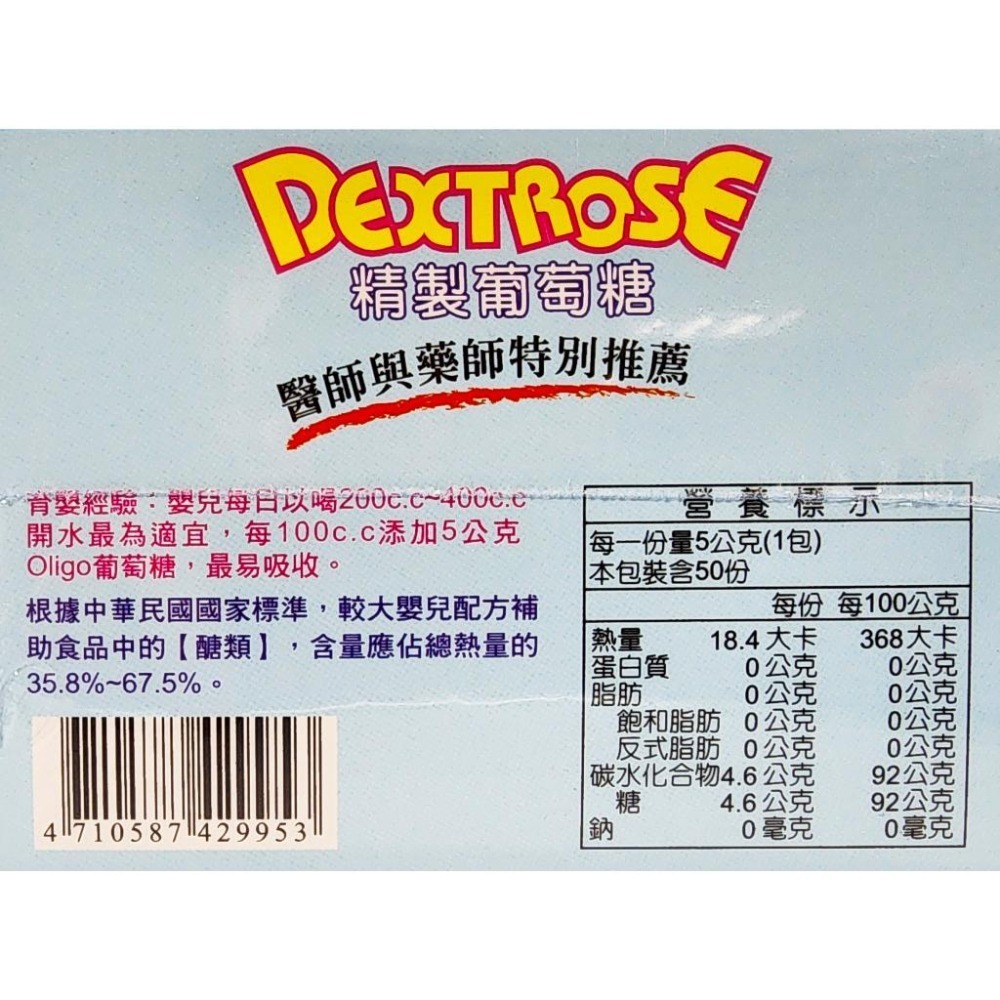 DEXTROSE
精製葡萄糖
醫師與藥師特別推薦
育嬰經驗：嬰兒每日以喝200c.c~400c.c
開水最為適宜，每100c.c添加5公克
Oligo葡萄糖，最易吸收。
根據中華民國國家標準，較大嬰兒配方補
助食品中的【醣類】，含量應佔總熱量的
35.8%~67.5%。
4 710587 429953
營養標示
每一份量5公克(1包)
本包裝含50份
每份 每100公克
熱量 18.4大卡 368大卡
蛋白質 0公克 0公克
脂肪 0公克 0公克
飽和脂肪 0公克 0公克
反式脂肪 0公克 0公克
碳水化合物4.6公克 92公克
糖 4.6公克 92公克
鈉 0毫克 0毫克